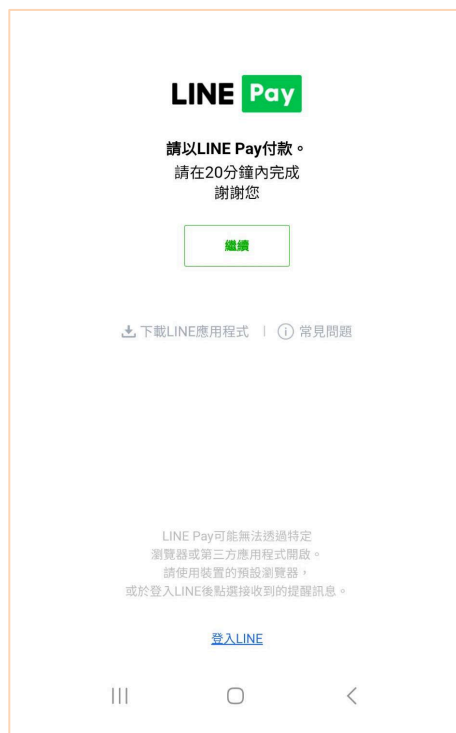 LINE Pay
請以LINE Pay付款。
請在20分鐘內完成
謝謝您
繼續
下載LINE應用程式 | 常見問題
LINE Pay可能無法透過特定
瀏覽器或第三方應用程式開啟。
請使用裝置的預設瀏覽器，
或於登入LINE後點選接收到的提醒訊息。
登入LINE